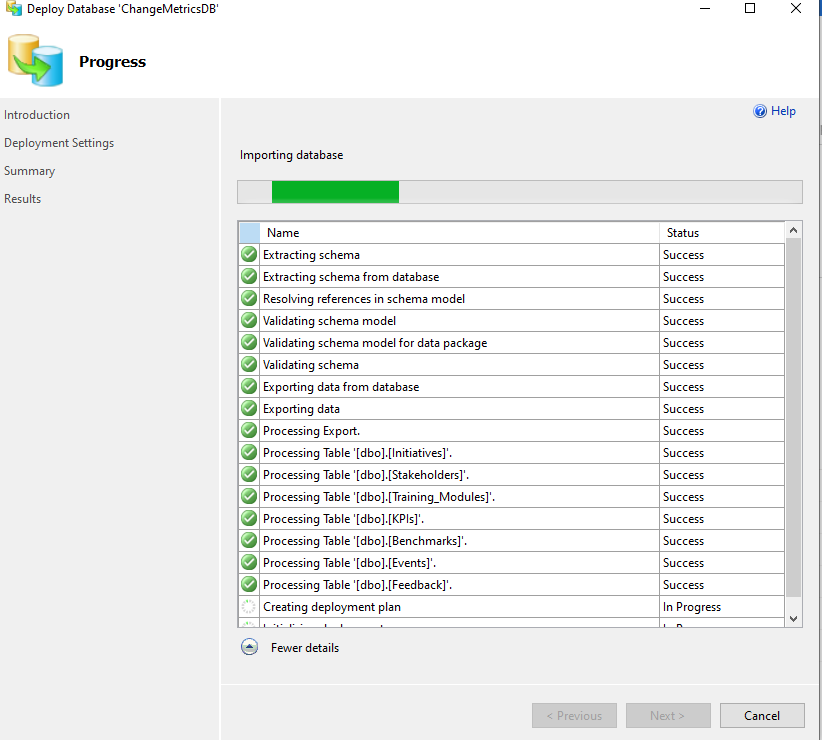 Deploy Database 'ChangeMetricsDB'
Progress
Introduction
Deployment Settings
Summary
Results
Help
Importing database
Name Status
Extracting schema Success
Extracting schema from database Success
Resolving references in schema model Success
Validating schema model Success
Validating schema model for data package Success
Validating schema Success
Exporting data from database Success
Exporting data Success
Processing Export. Success
Processing Table '[dbo].[Initiatives]'. Success
Processing Table '[dbo].[Stakeholders]'. Success
Processing Table '[dbo].[Training_Modules]'. Success
Processing Table '[dbo].[KPIs]'. Success
Processing Table '[dbo].[Benchmarks]'. Success
Processing Table '[dbo].[Events]'. Success
Processing Table '[dbo].[Feedback]'. Success
Creating deployment plan In Progress
Fewer details
< Previous Next > Cancel